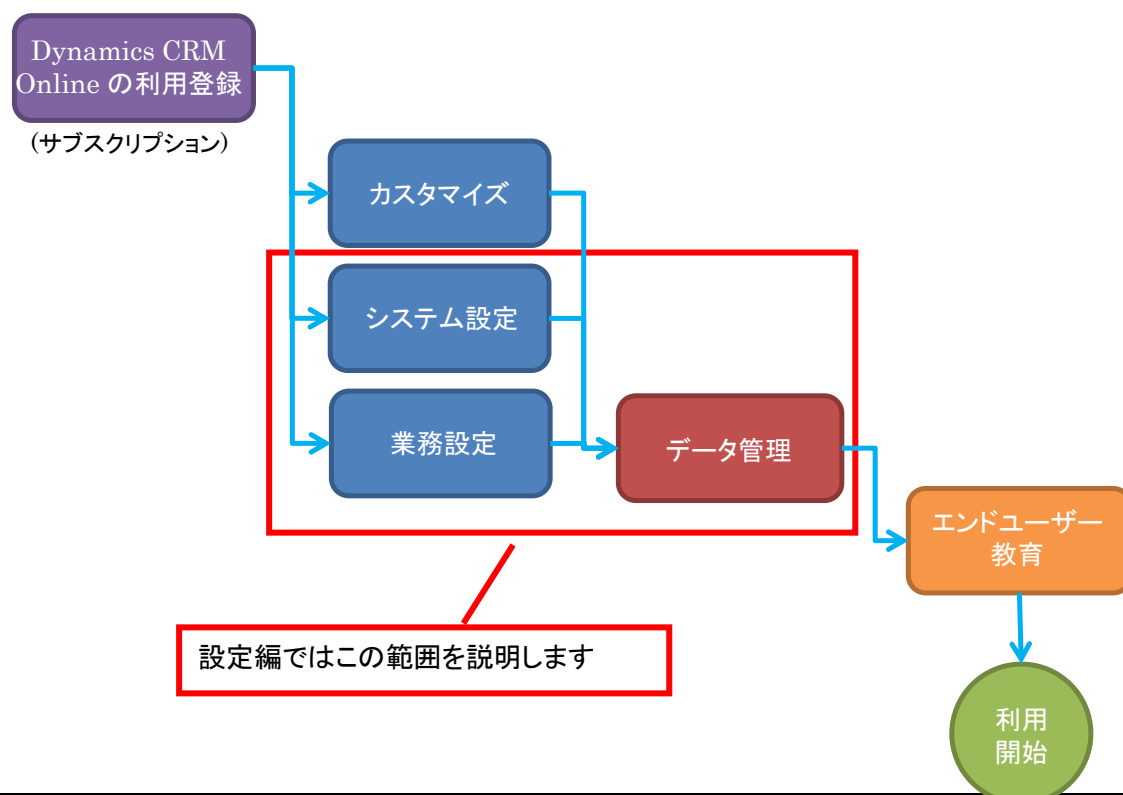 Dynamics CRM
Online の利用登録
(サブスクリプション)
カスタマイズ
システム設定
業務設定
データ管理
エンドユーザー
教育
設定編ではこの範囲を説明します
利用
開始